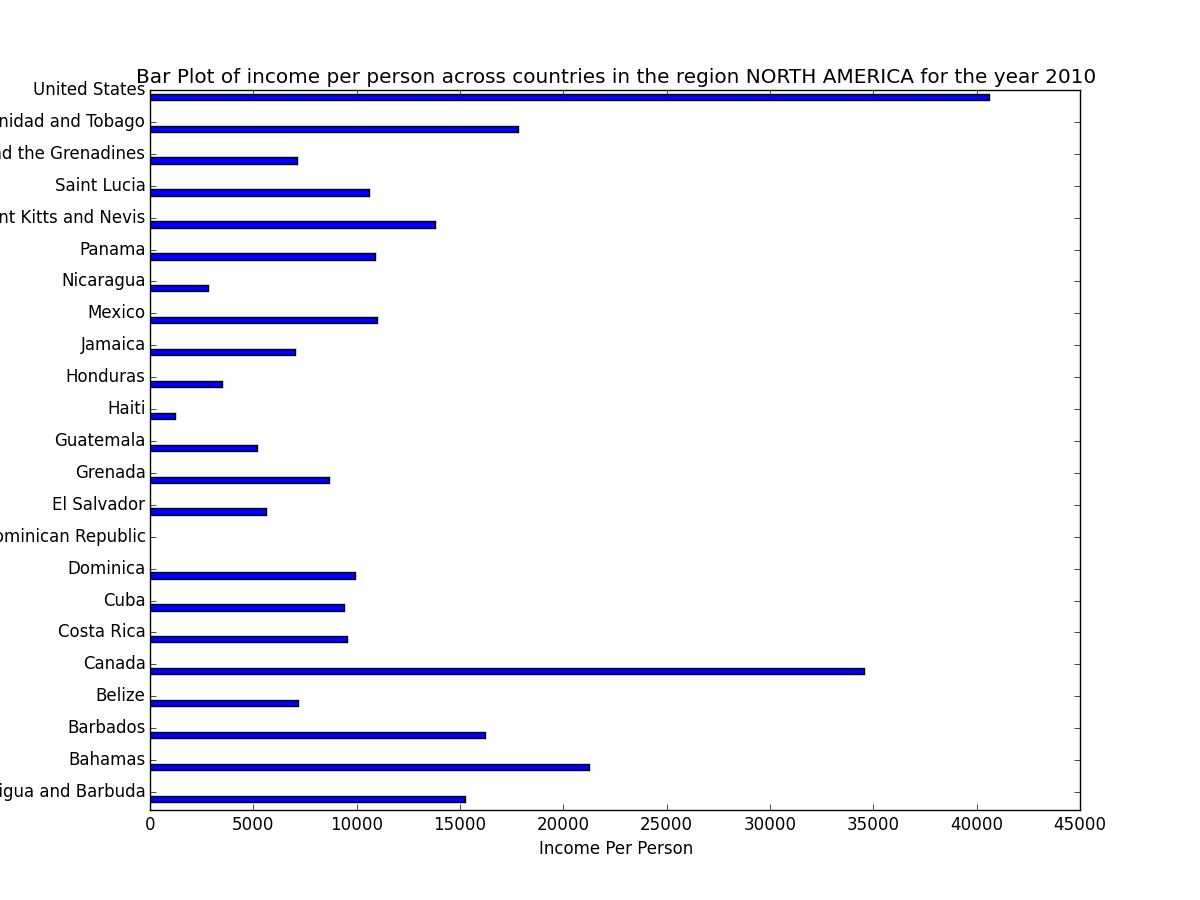 Bar Plot of income per person across countries in the region NORTH AMERICA for the year 2010
United States
nidad and Tobago
d the Grenadines
Saint Lucia
nt Kitts and Nevis
Panama
Nicaragua
Mexico
Jamaica
Honduras
Haiti
Guatemala
Grenada
El Salvador
ominican Republic
Dominica
Cuba
Costa Rica
Canada
Belize
Barbados
Bahamas
igua and Barbuda
0 5000 10000 15000 20000 25000 30000 35000 40000 45000
Income Per Person